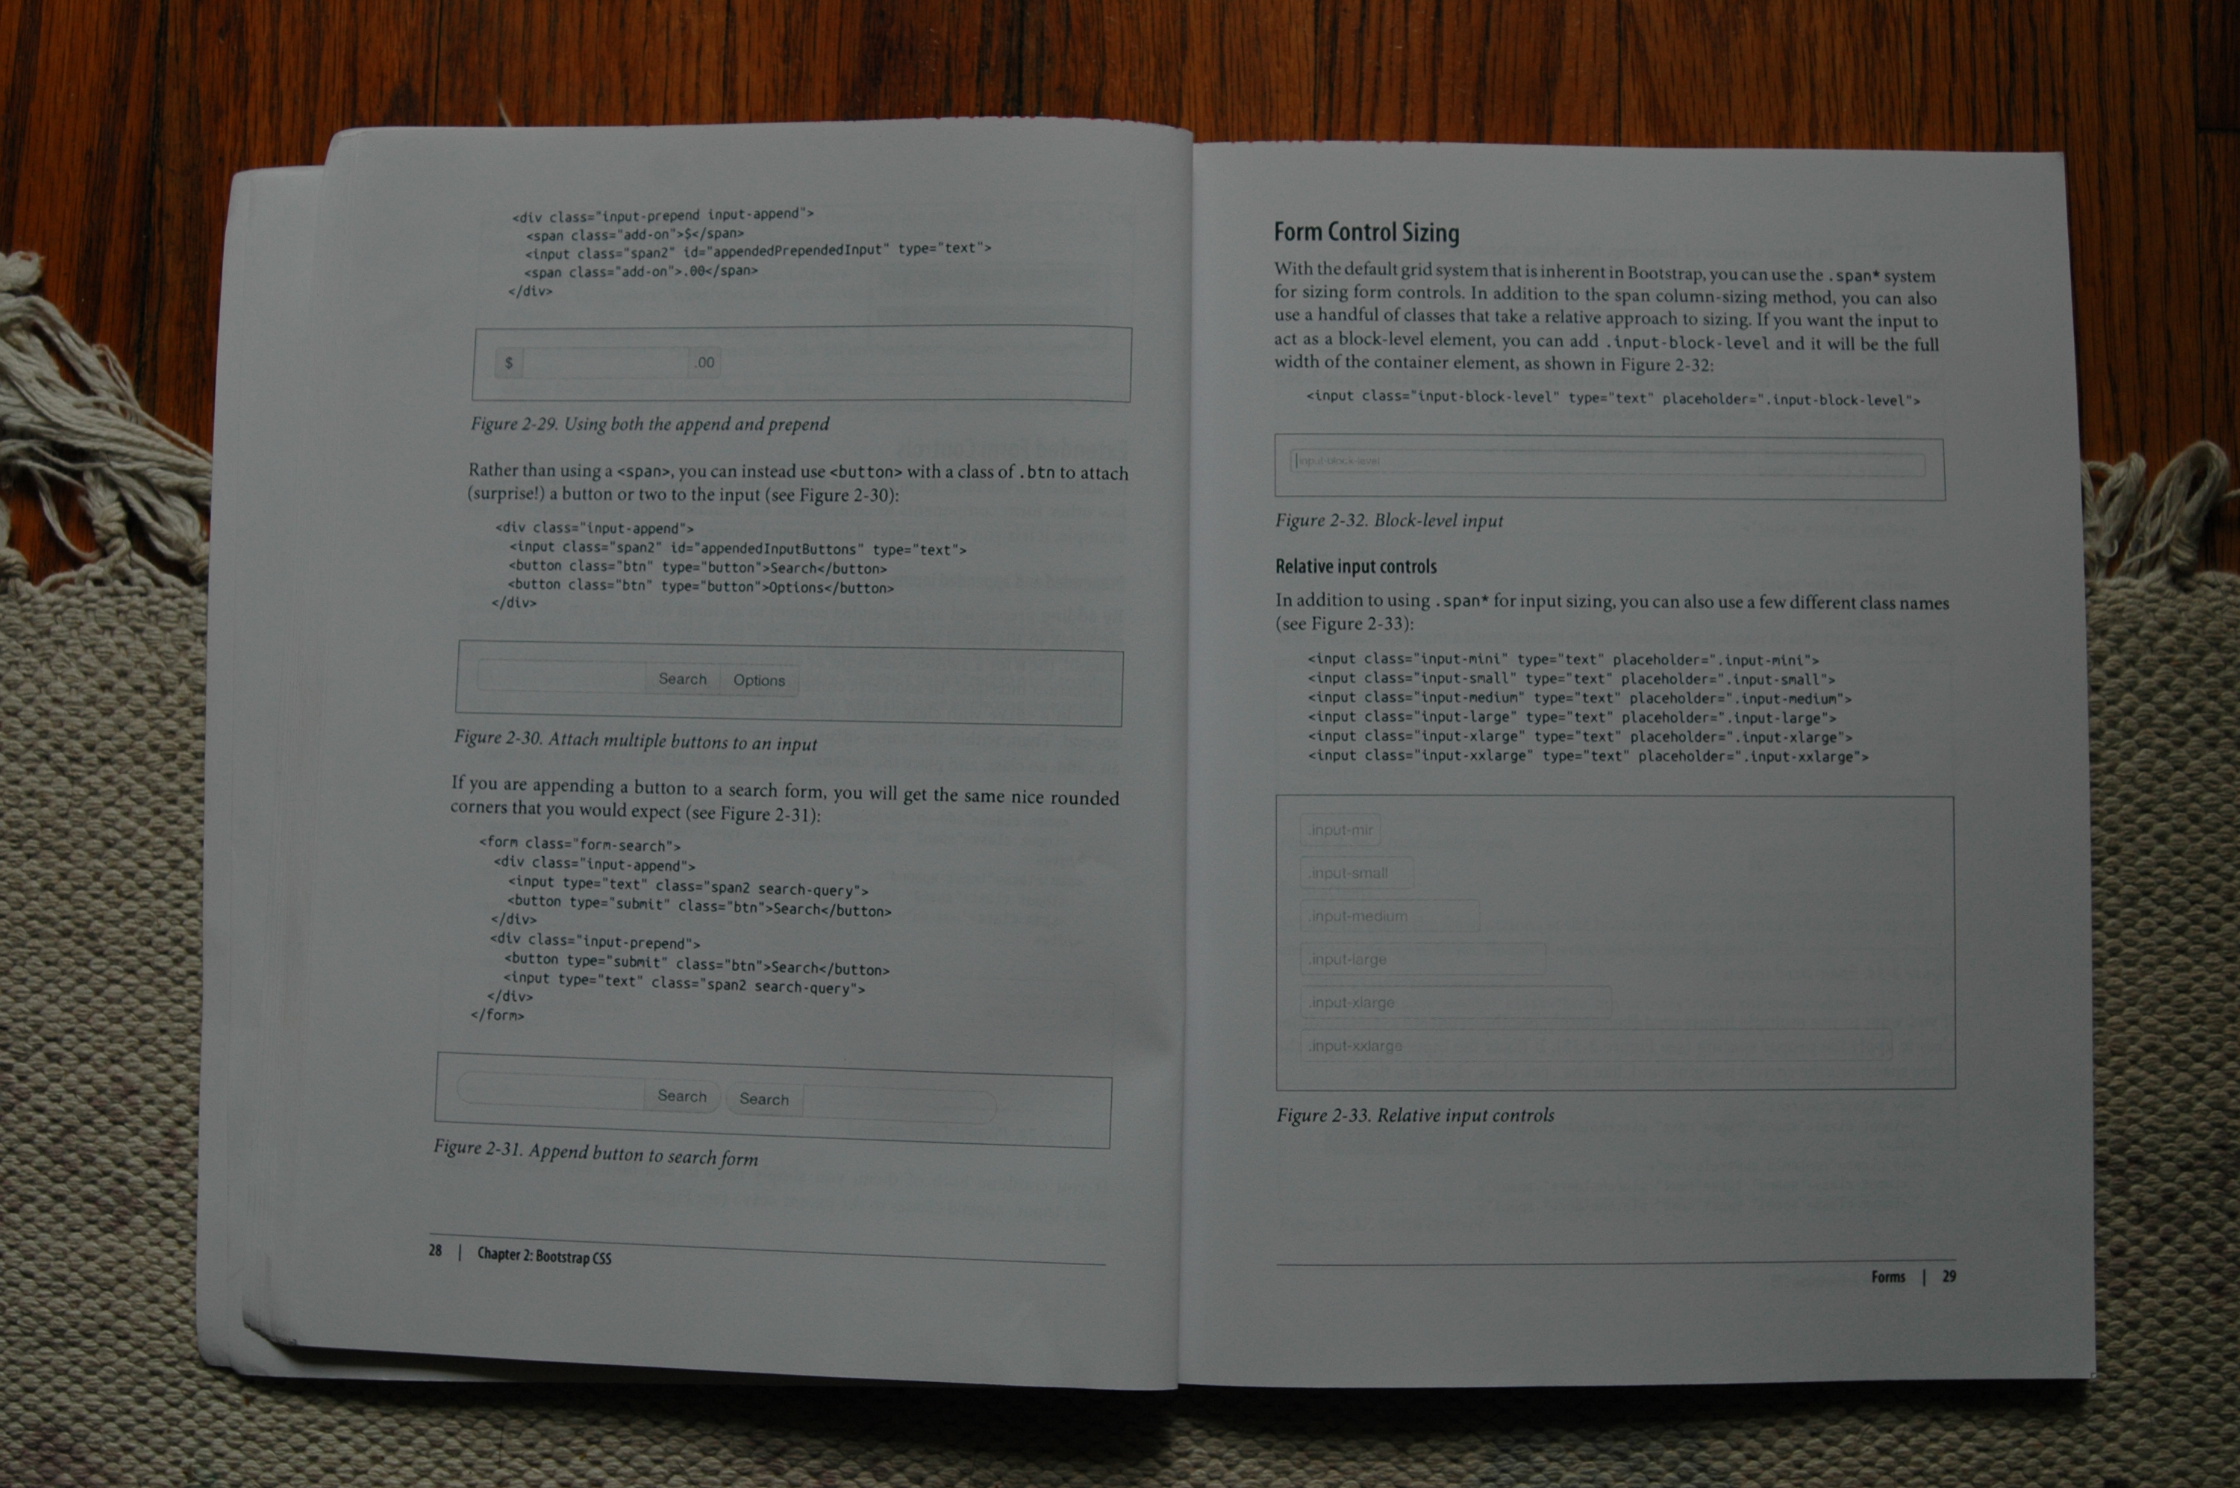 <div class="input-prepend input-append">
<span class="add-on">$</span>
<input class="span2" id="appendedPrependedInput" type="text">
<span class="add-on">.00</span>
</div>
$ .00
Figure 2-29. Using both the append and prepend
Rather than using a <span>, you can instead use <button> with a class of .btn to attach
(surprise!) a button or two to the input (see Figure 2-30):
<div class="input-append">
<input class="span2" id="appendedInputButtons" type="text">
<button class="btn" type="button">Search</button>
<button class="btn" type="button">Options</button>
</div>
Search Options
Figure 2-30. Attach multiple buttons to an input
If you are appending a button to a search form, you will get the same nice rounded
corners that you would expect (see Figure 2-31):
<form class="form-search">
<div class="input-append">
<input type="text" class="span2 search-query">
<button type="submit" class="btn">Search</button>
</div>
<div class="input-prepend">
<button type="submit" class="btn">Search</button>
<input type="text" class="span2 search-query">
</div>
</form>
Search Search
Figure 2-31. Append button to search form
28 | Chapter 2: Bootstrap CSS
Form Control Sizing
With the default grid system that is inherent in Bootstrap, you can use the .span* system
for sizing form controls. In addition to the span column-sizing method, you can also
use a handful of classes that take a relative approach to sizing. If you want the input to
act as a block-level element, you can add .input-block-level and it will be the full
width of the container element, as shown in Figure 2-32:
<input class="input-block-level" type="text" placeholder=".input-block-level">
input-block-level
Figure 2-32. Block-level input
Relative input controls
In addition to using .span* for input sizing, you can also use a few different class names
(see Figure 2-33):
<input class="input-mini" type="text" placeholder=".input-mini">
<input class="input-small" type="text" placeholder=".input-small">
<input class="input-medium" type="text" placeholder=".input-medium">
<input class="input-large" type="text" placeholder=".input-large">
<input class="input-xlarge" type="text" placeholder=".input-xlarge">
<input class="input-xxlarge" type="text" placeholder=".input-xxlarge">
.input-mir
.input-small
.input-medium
.input-large
.input-xlarge
.input-xxlarge
Figure 2-33. Relative input controls
Forms | 29